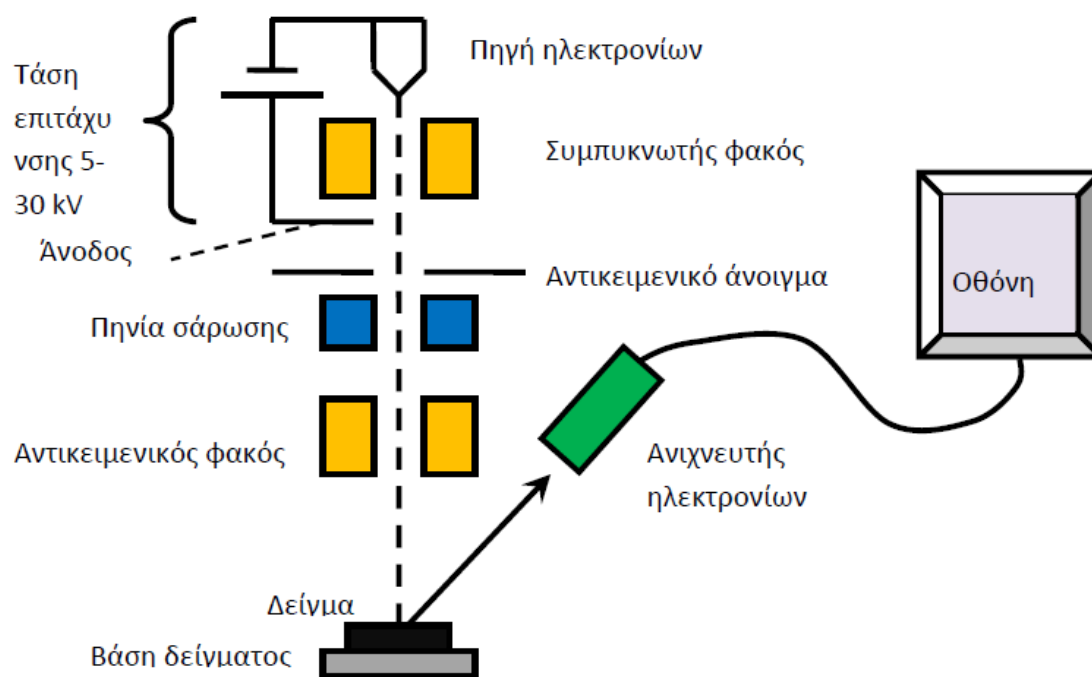 Πηγή ηλεκτρονίων
Τάση
επιτάχυ
νσης 5-
30 kV
Συμπυκνωτής φακός
Άνοδος
Αντικειμενικό άνοιγμα
Οθόνη
Πηνία σάρωσης
Αντικειμενικός φακός
Ανιχνευτής
ηλεκτρονίων
Δείγμα
Βάση δείγματος